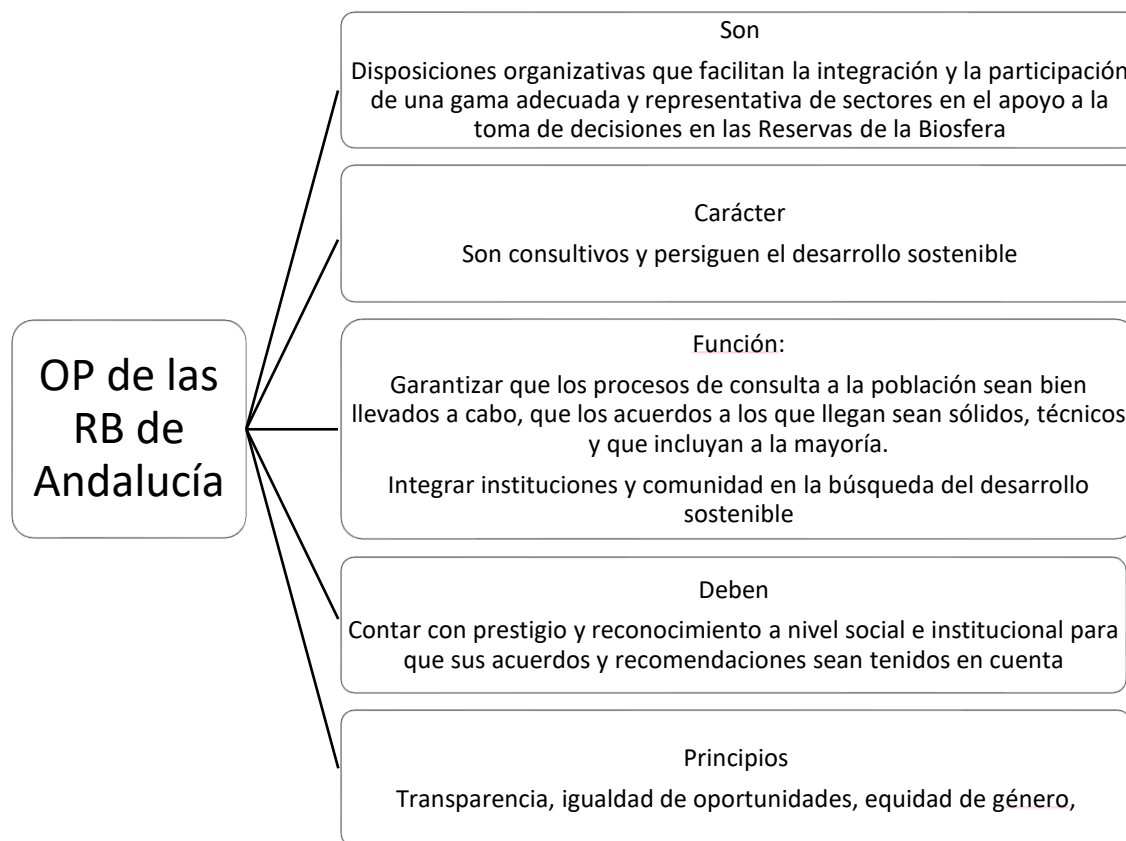 OP de las
RB de
Andalucía
Son
Disposiciones organizativas que facilitan la integración y la participación
de una gama adecuada y representativa de sectores en el apoyo a la
toma de decisiones en las Reservas de la Biosfera
Carácter
Son consultivos y persiguen el desarrollo sostenible
Función:
Garantizar que los procesos de consulta a la población sean bien
llevados a cabo, que los acuerdos a los que llegan sean sólidos, técnicos
y que incluyan a la mayoría.
Integrar instituciones y comunidad en la búsqueda del desarrollo
sostenible
Deben
Contar con prestigio y reconocimiento a nivel social e institucional para
que sus acuerdos y recomendaciones sean tenidos en cuenta
Principios
Transparencia, igualdad de oportunidades, equidad de género,